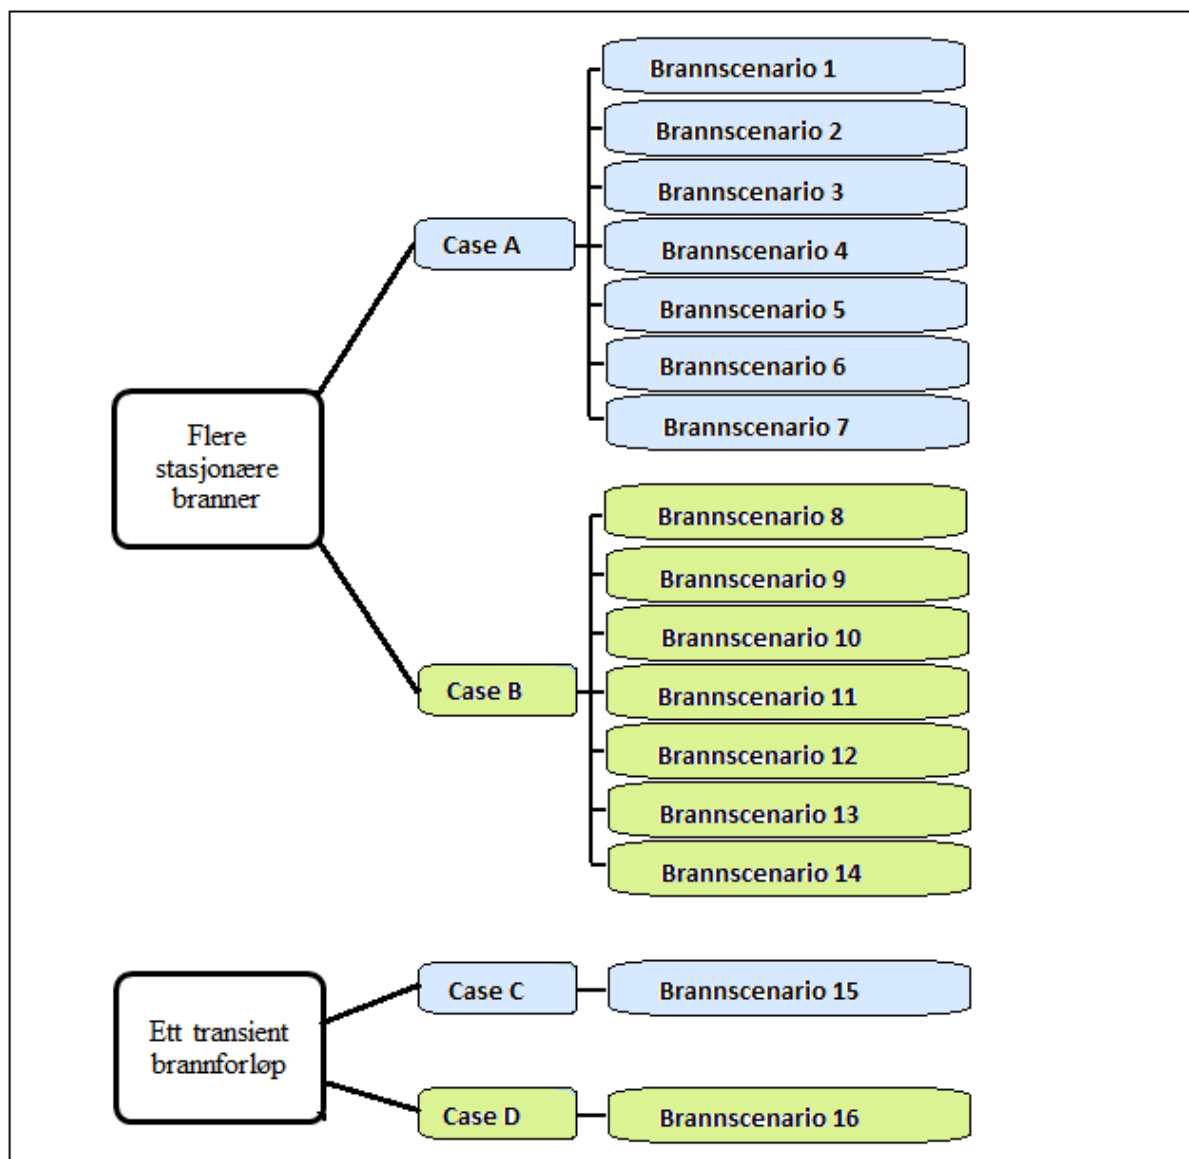 Flere
stasjonære
branner
Case A
Brannscenario 1
Brannscenario 2
Brannscenario 3
Brannscenario 4
Brannscenario 5
Brannscenario 6
Brannscenario 7
Case B
Brannscenario 8
Brannscenario 9
Brannscenario 10
Brannscenario 11
Brannscenario 12
Brannscenario 13
Brannscenario 14
Ett transient
brannforløp
Case C
Brannscenario 15
Case D
Brannscenario 16